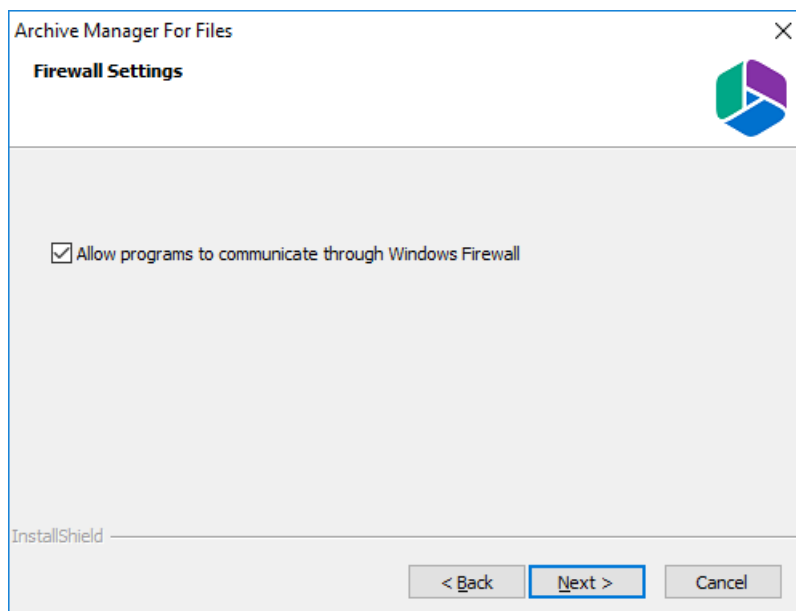 Archive Manager For Files
Firewall Settings
Allow programs to communicate through Windows Firewall
InstallShield
< Back
Next >
Cancel